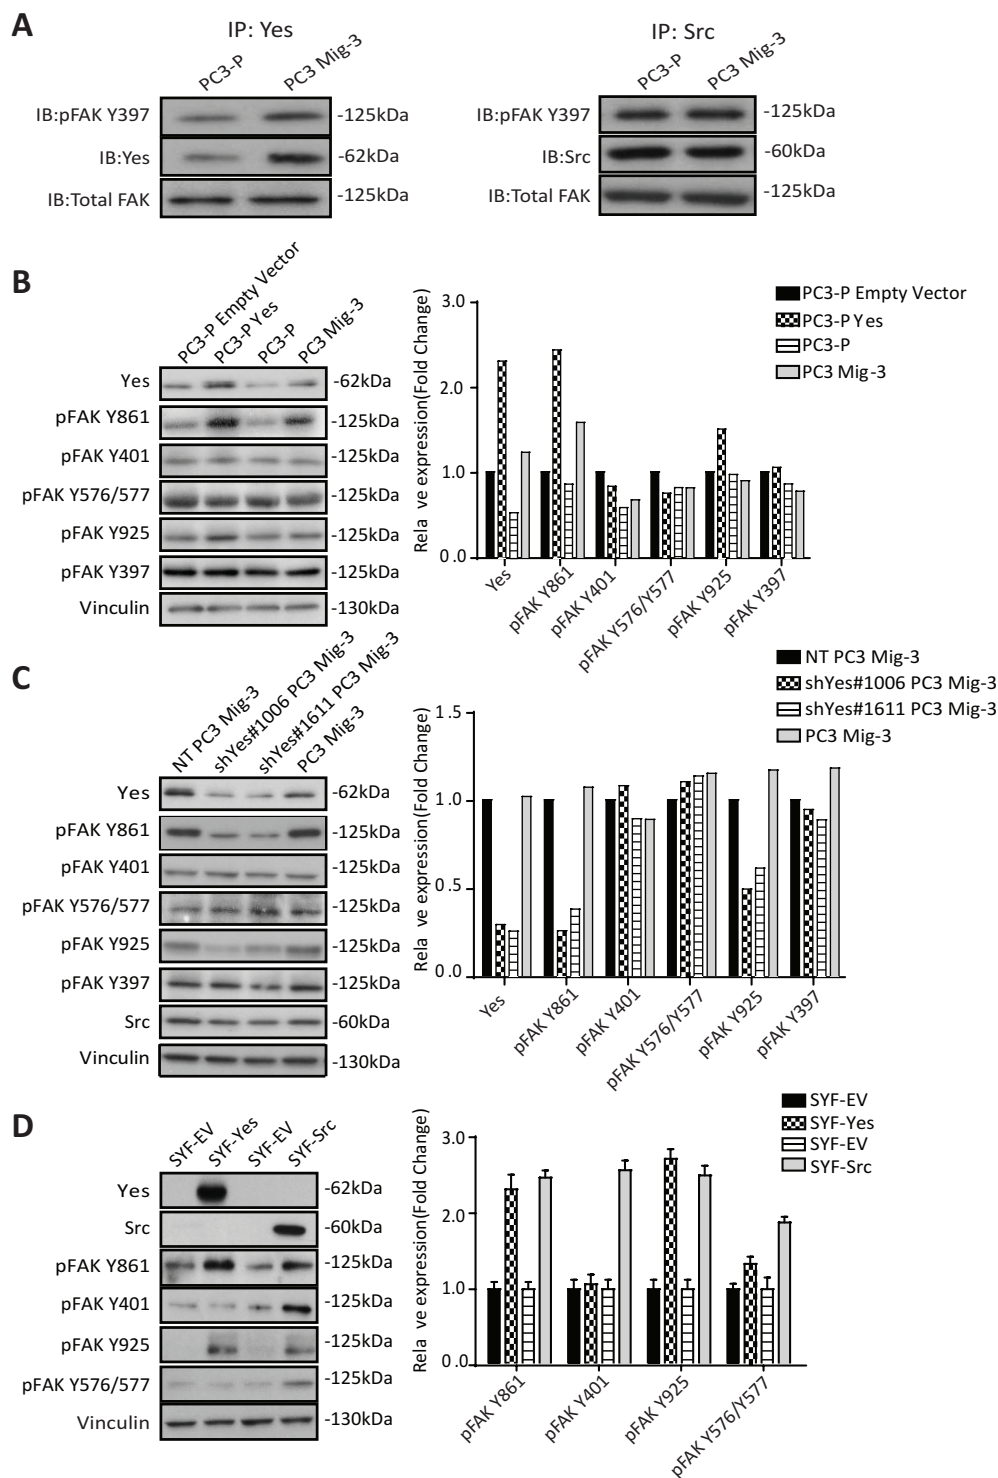 A
IP: Yes
IP: Src
PC3-P
PC3 Mig-3
PC3-P
PC3 Mig-3
IB:pFAK Y397
-125kDa
IB:Yes
-62kDa
IB:Total FAK
-125kDa
IB:pFAK Y397
-125kDa
IB:Src
-60kDa
IB:Total FAK
-125kDa
B
PC3-P Empty Vector
PC3-P Yes
PC3-P
PC3 Mig-3
Yes
-62kDa
pFAK Y861
-125kDa
pFAK Y401
-125kDa
pFAK Y576/577
-125kDa
pFAK Y925
-125kDa
pFAK Y397
-125kDa
Vinculin
-130kDa
Rela ve expression(Fold Change)
3.0
2.0
1.0
0.0
Yes
pFAK Y861
pFAK Y401
pFAK Y576/Y577
pFAK Y925
pFAK Y397
PC3-P Empty Vector
PC3-P Yes
PC3-P
PC3 Mig-3
C
NT PC3 Mig-3
shYes#1006 PC3 Mig-3
shYes#1611 PC3 Mig-3
PC3 Mig-3
Yes
-62kDa
pFAK Y861
-125kDa
pFAK Y401
-125kDa
pFAK Y576/577
-125kDa
pFAK Y925
-125kDa
pFAK Y397
-125kDa
Src
-60kDa
Vinculin
-130kDa
Rela ve expression(Fold Change)
1.5
1.0
0.5
0.0
Yes
pFAK Y861
pFAK Y401
pFAK Y576/Y577
pFAK Y925
pFAK Y397
NT PC3 Mig-3
shYes#1006 PC3 Mig-3
shYes#1611 PC3 Mig-3
PC3 Mig-3
D
SYF-EV
SYF-Yes
SYF-EV
SYF-Src
Yes
-62kDa
Src
-60kDa
pFAK Y861
-125kDa
pFAK Y401
-125kDa
pFAK Y925
-125kDa
pFAK Y576/577
-125kDa
Vinculin
-130kDa
Rela ve expression(Fold Change)
3.0
2.0
1.0
0.0
pFAK Y861
pFAK Y401
pFAK Y925
pFAK Y576/Y577
SYF-EV
SYF-Yes
SYF-EV
SYF-Src